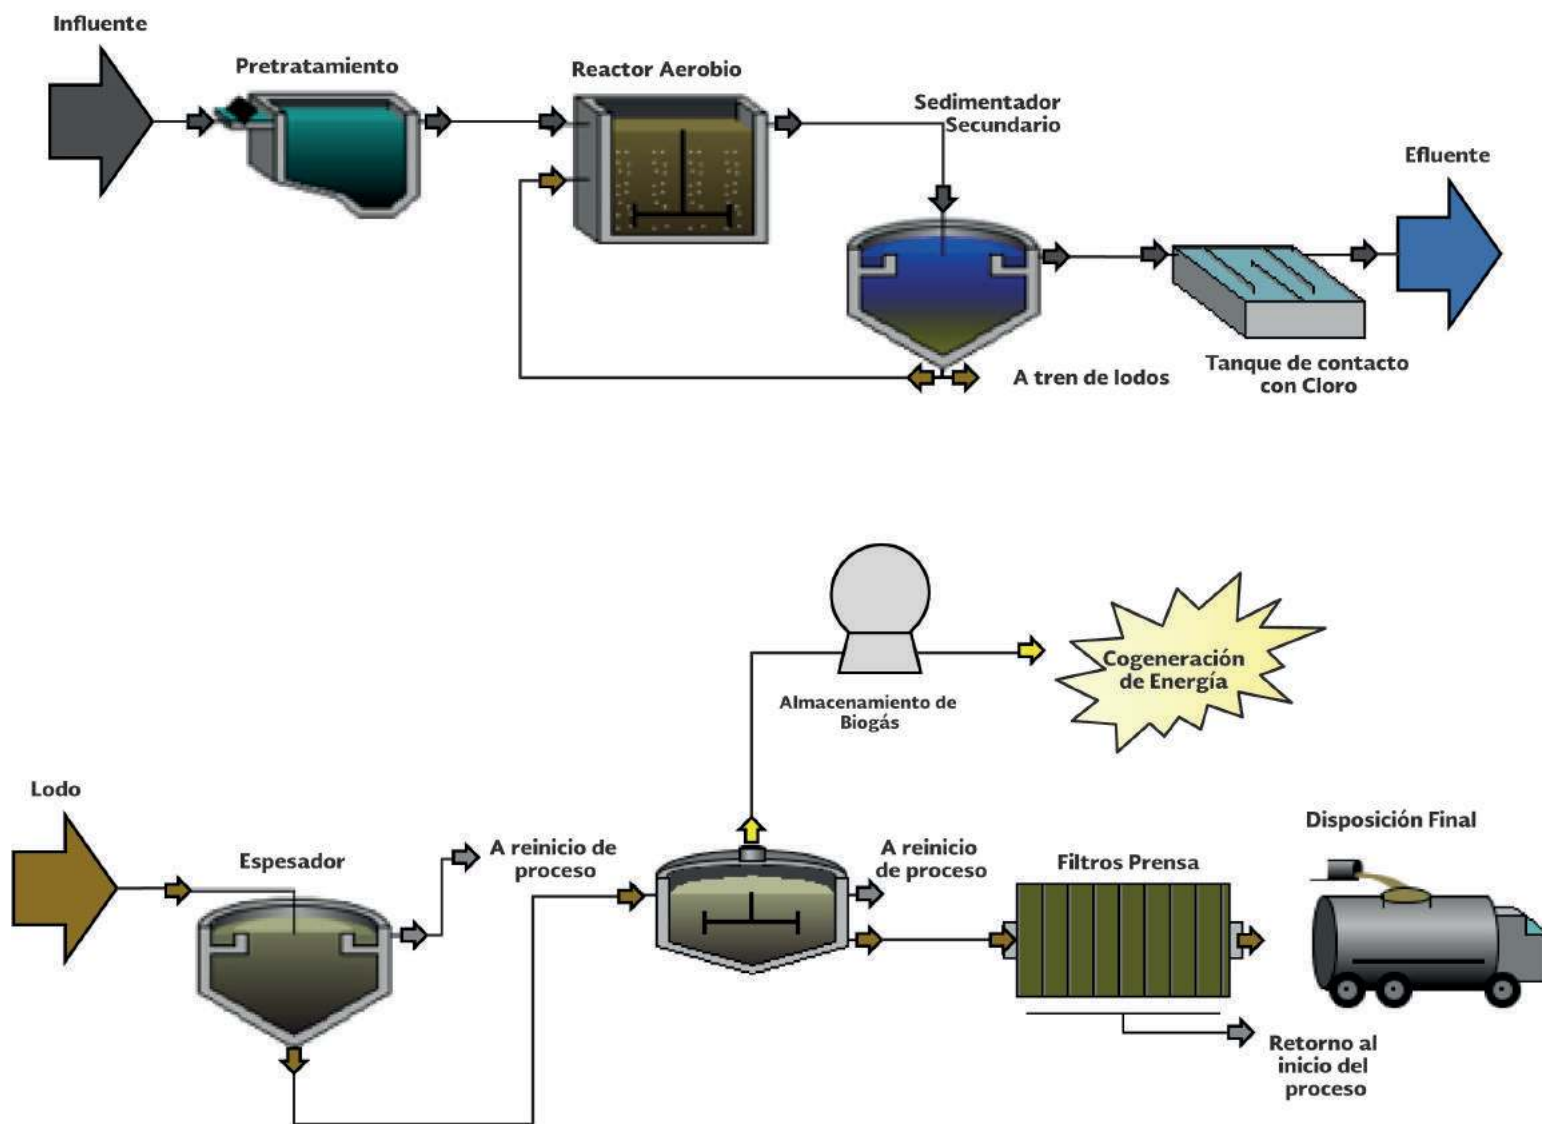 Influente
Pretratamiento
Reactor Aerobio
Sedimentador
Secundario
Efluente
A tren de lodos
Tanque de contacto
con Cloro
Cogeneración
de Energía
Almacenamiento de
Biogás
Lodo
Espesador
A reinicio de
proceso
A reinicio
de proceso
Filtros Prensa
Disposición Final
Retorno al
inicio del
proceso